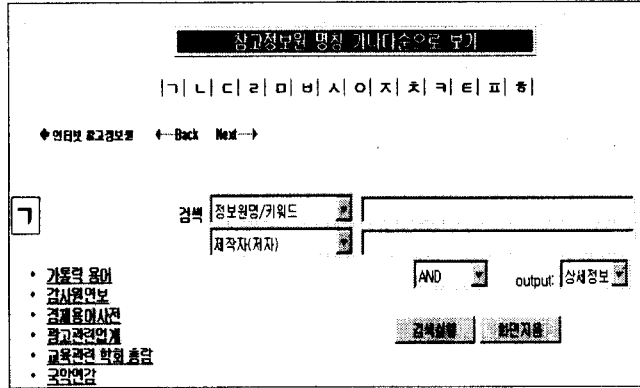 참고정보원 명칭 가나다순으로 보기
|ㄱ| ㄴ| ㄷ| ㄹ| ㅁ| ㅂ| ㅅ| ㅇ| ㅈ| ㅊ| ㅋ| ㅌ| ㅍ| ㅎ|
◆ 인터넷 참고정보원 ←—Back Next—→
ㄱ
검색 정보원명/키워드
제작자(저자)
AND output: 상세정보
검색실행 화면지움
• 가톨릭 용어
• 감사원연보
• 경제용어사전
• 광고관련업계
• 교육관련 학회 총람
• 국악연감